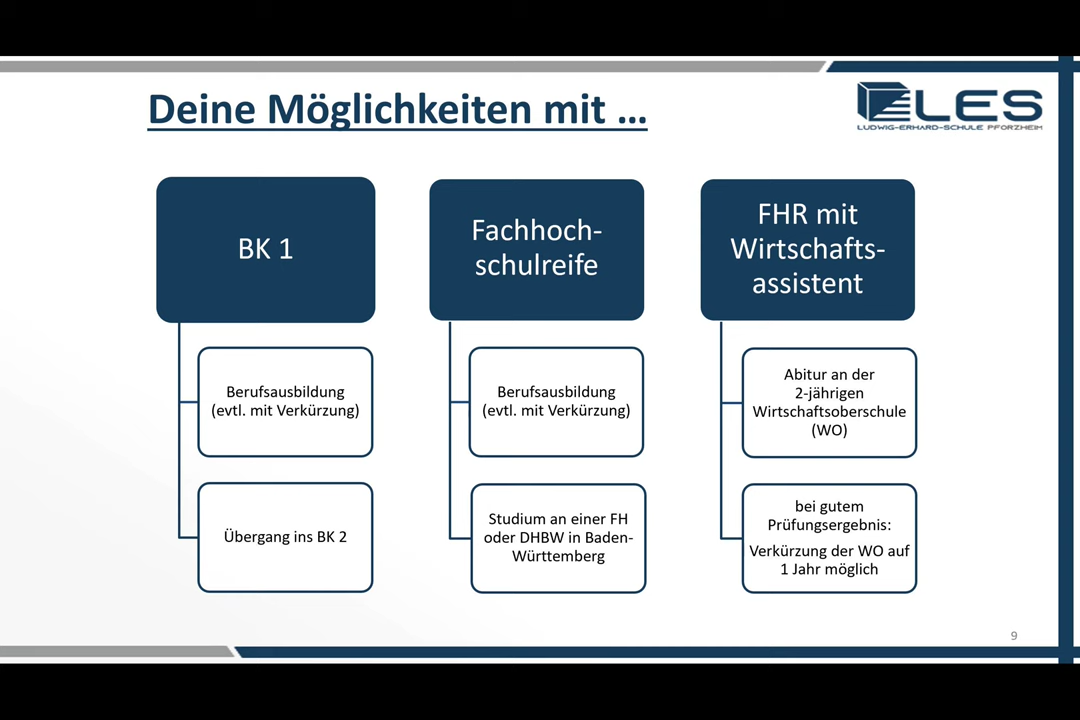 Deine Möglichkeiten mit ...
LES
LUDWIG-ERHARD-SCHULE PFORZHEIM
BK 1
Berufsausbildung
(evtl. mit Verkürzung)
Übergang ins BK 2
Fachhoch-
schulreife
Berufsausbildung
(evtl. mit Verkürzung)
Studium an einer FH
oder DHBW in Baden-
Württemberg
FHR mit
Wirtschafts-
assistent
Abitur an der
2-jährigen
Wirtschaftsoberschule
(WO)
bei gutem
Prüfungsergebnis:
Verkürzung der WO auf
1 Jahr möglich
9